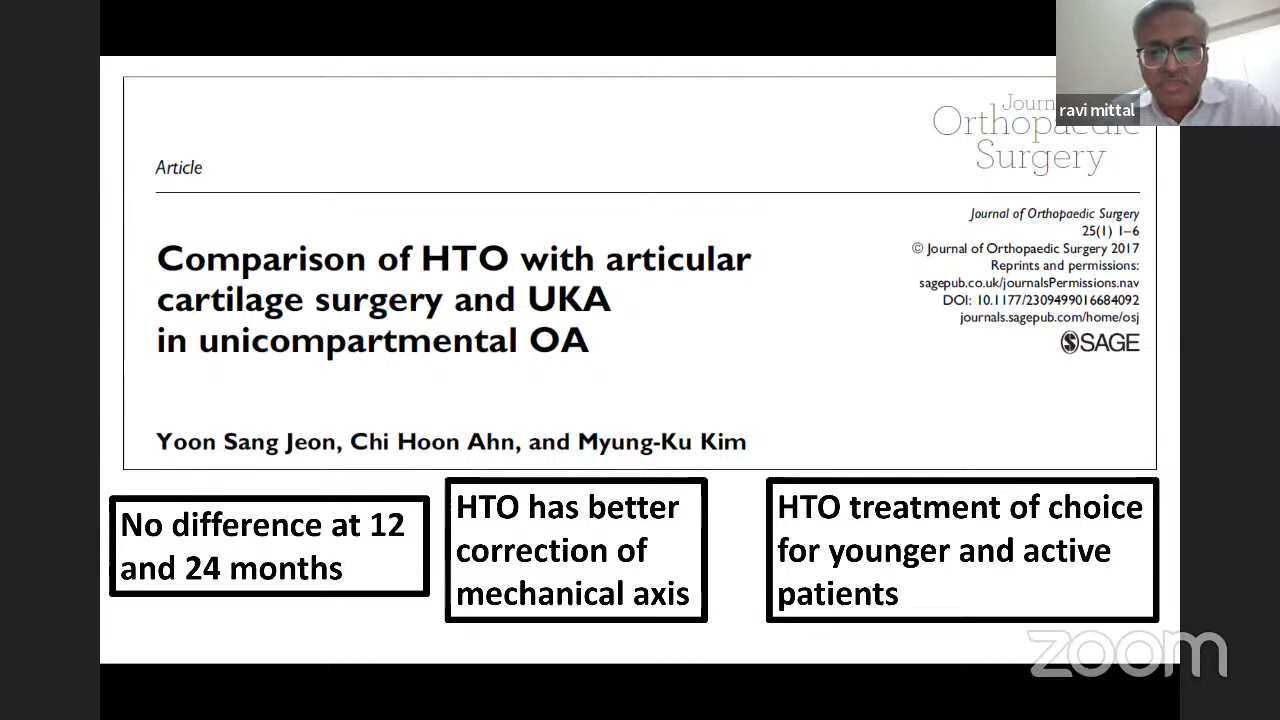 ravi mittal
Orthopaedic
Surgery
Article
Journal of Orthopaedic Surgery
25(1) 1–6
© Journal of Orthopaedic Surgery 2017
Reprints and permissions:
sagepub.co.uk/journalsPermissions.nav
DOI: 10.1177/2309499016684092
journals.sagepub.com/home/osj
SAGE
Comparison of HTO with articular
cartilage surgery and UKA
in unicompartmental OA
Yoon Sang Jeon, Chi Hoon Ahn, and Myung-Ku Kim
No difference at 12
and 24 months
HTO has better
correction of
mechanical axis
HTO treatment of choice
for younger and active
patients
zoom